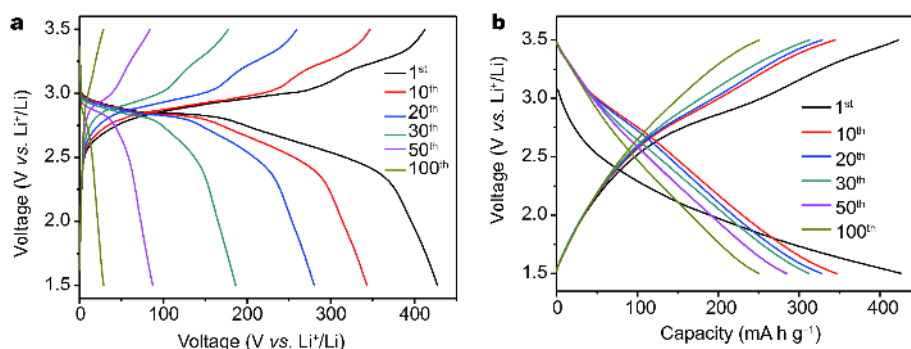 a
3.5
3.0
2.5
2.0
1.5
Voltage (V vs. Li⁺/Li)
1ˢᵗ
10ᵗʰ
20ᵗʰ
30ᵗʰ
50ᵗʰ
100ᵗʰ
0 100 200 300 400
Voltage (V vs. Li⁺/Li)
b
3.5
3.0
2.5
2.0
1.5
Voltage (V vs. Li⁺/Li)
1ˢᵗ
10ᵗʰ
20ᵗʰ
30ᵗʰ
50ᵗʰ
100ᵗʰ
0 100 200 300 400
Capacity (mA h g⁻¹)